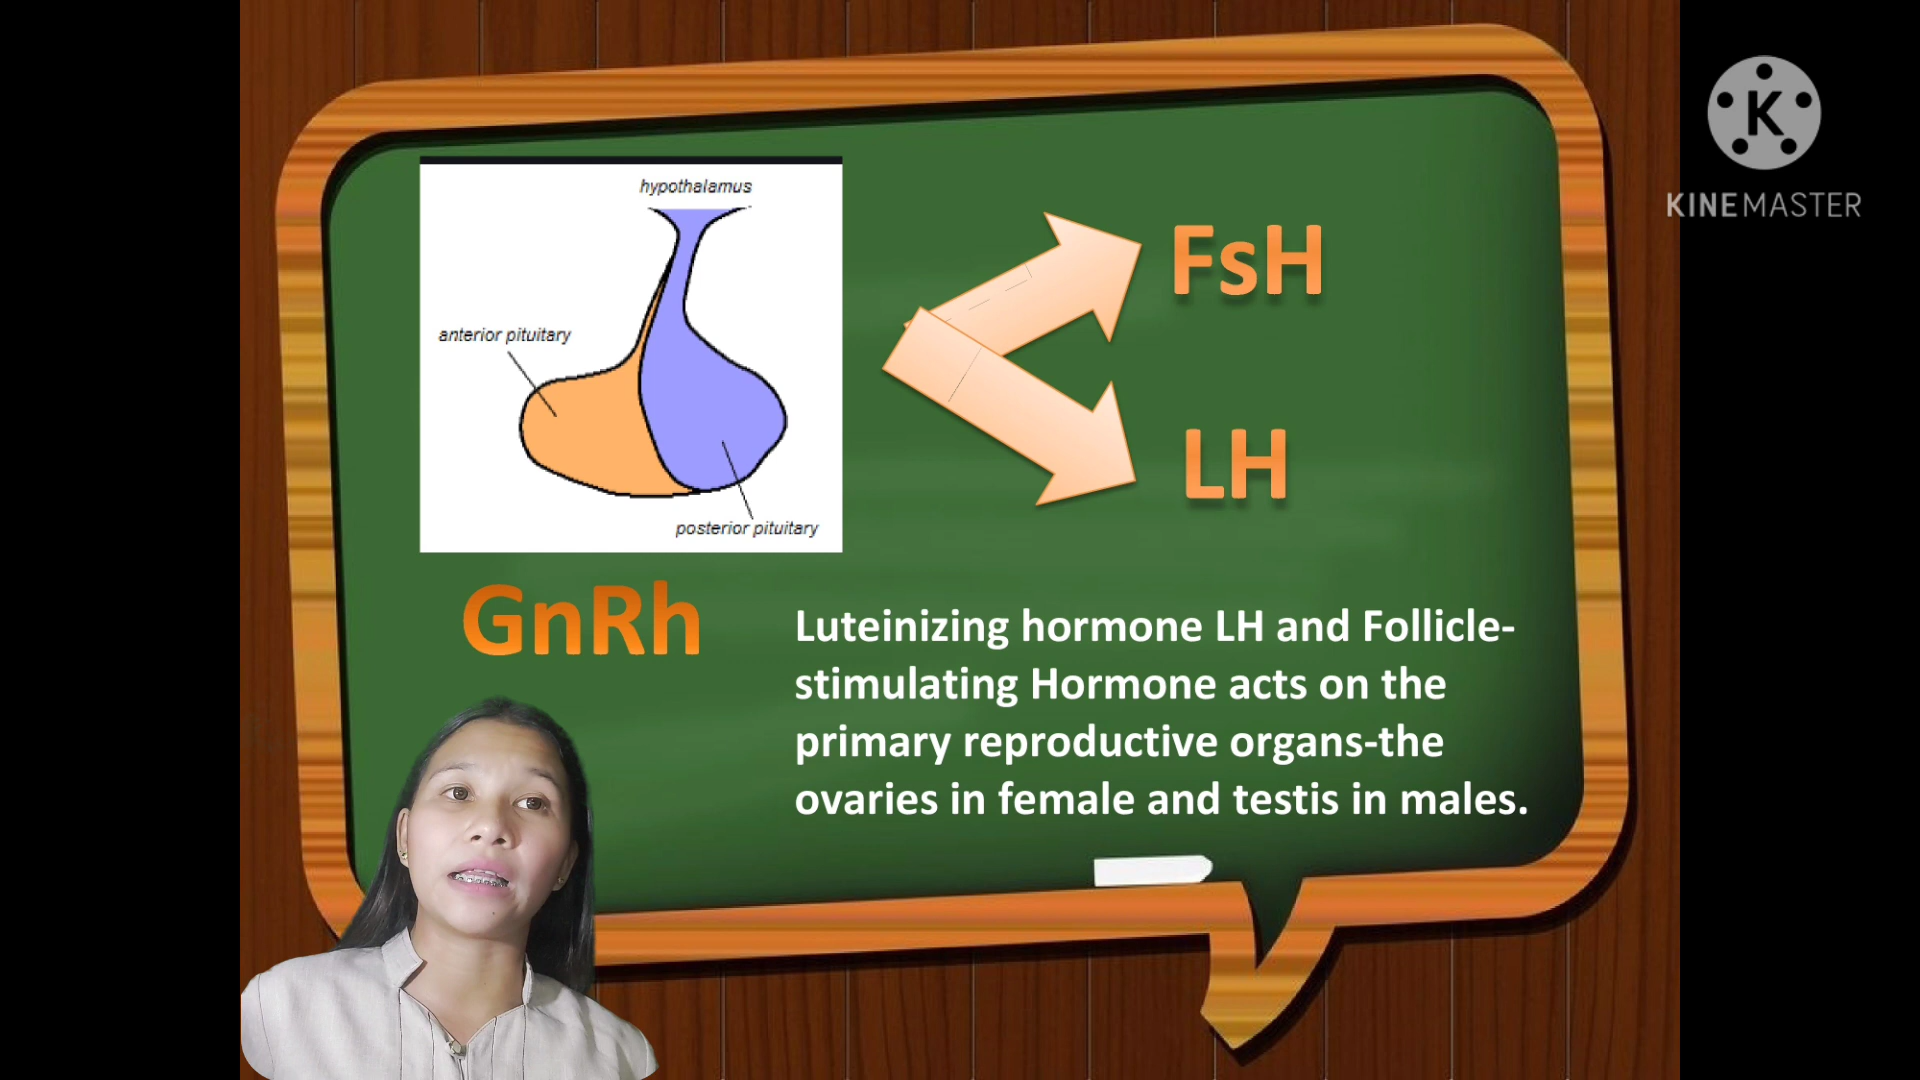 hypothalamus
anterior pituitary
posterior pituitary
FsH
LH
GnRh
Luteinizing hormone LH and Follicle-
stimulating Hormone acts on the
primary reproductive organs-the
ovaries in female and testis in males.
K
KINEMASTER